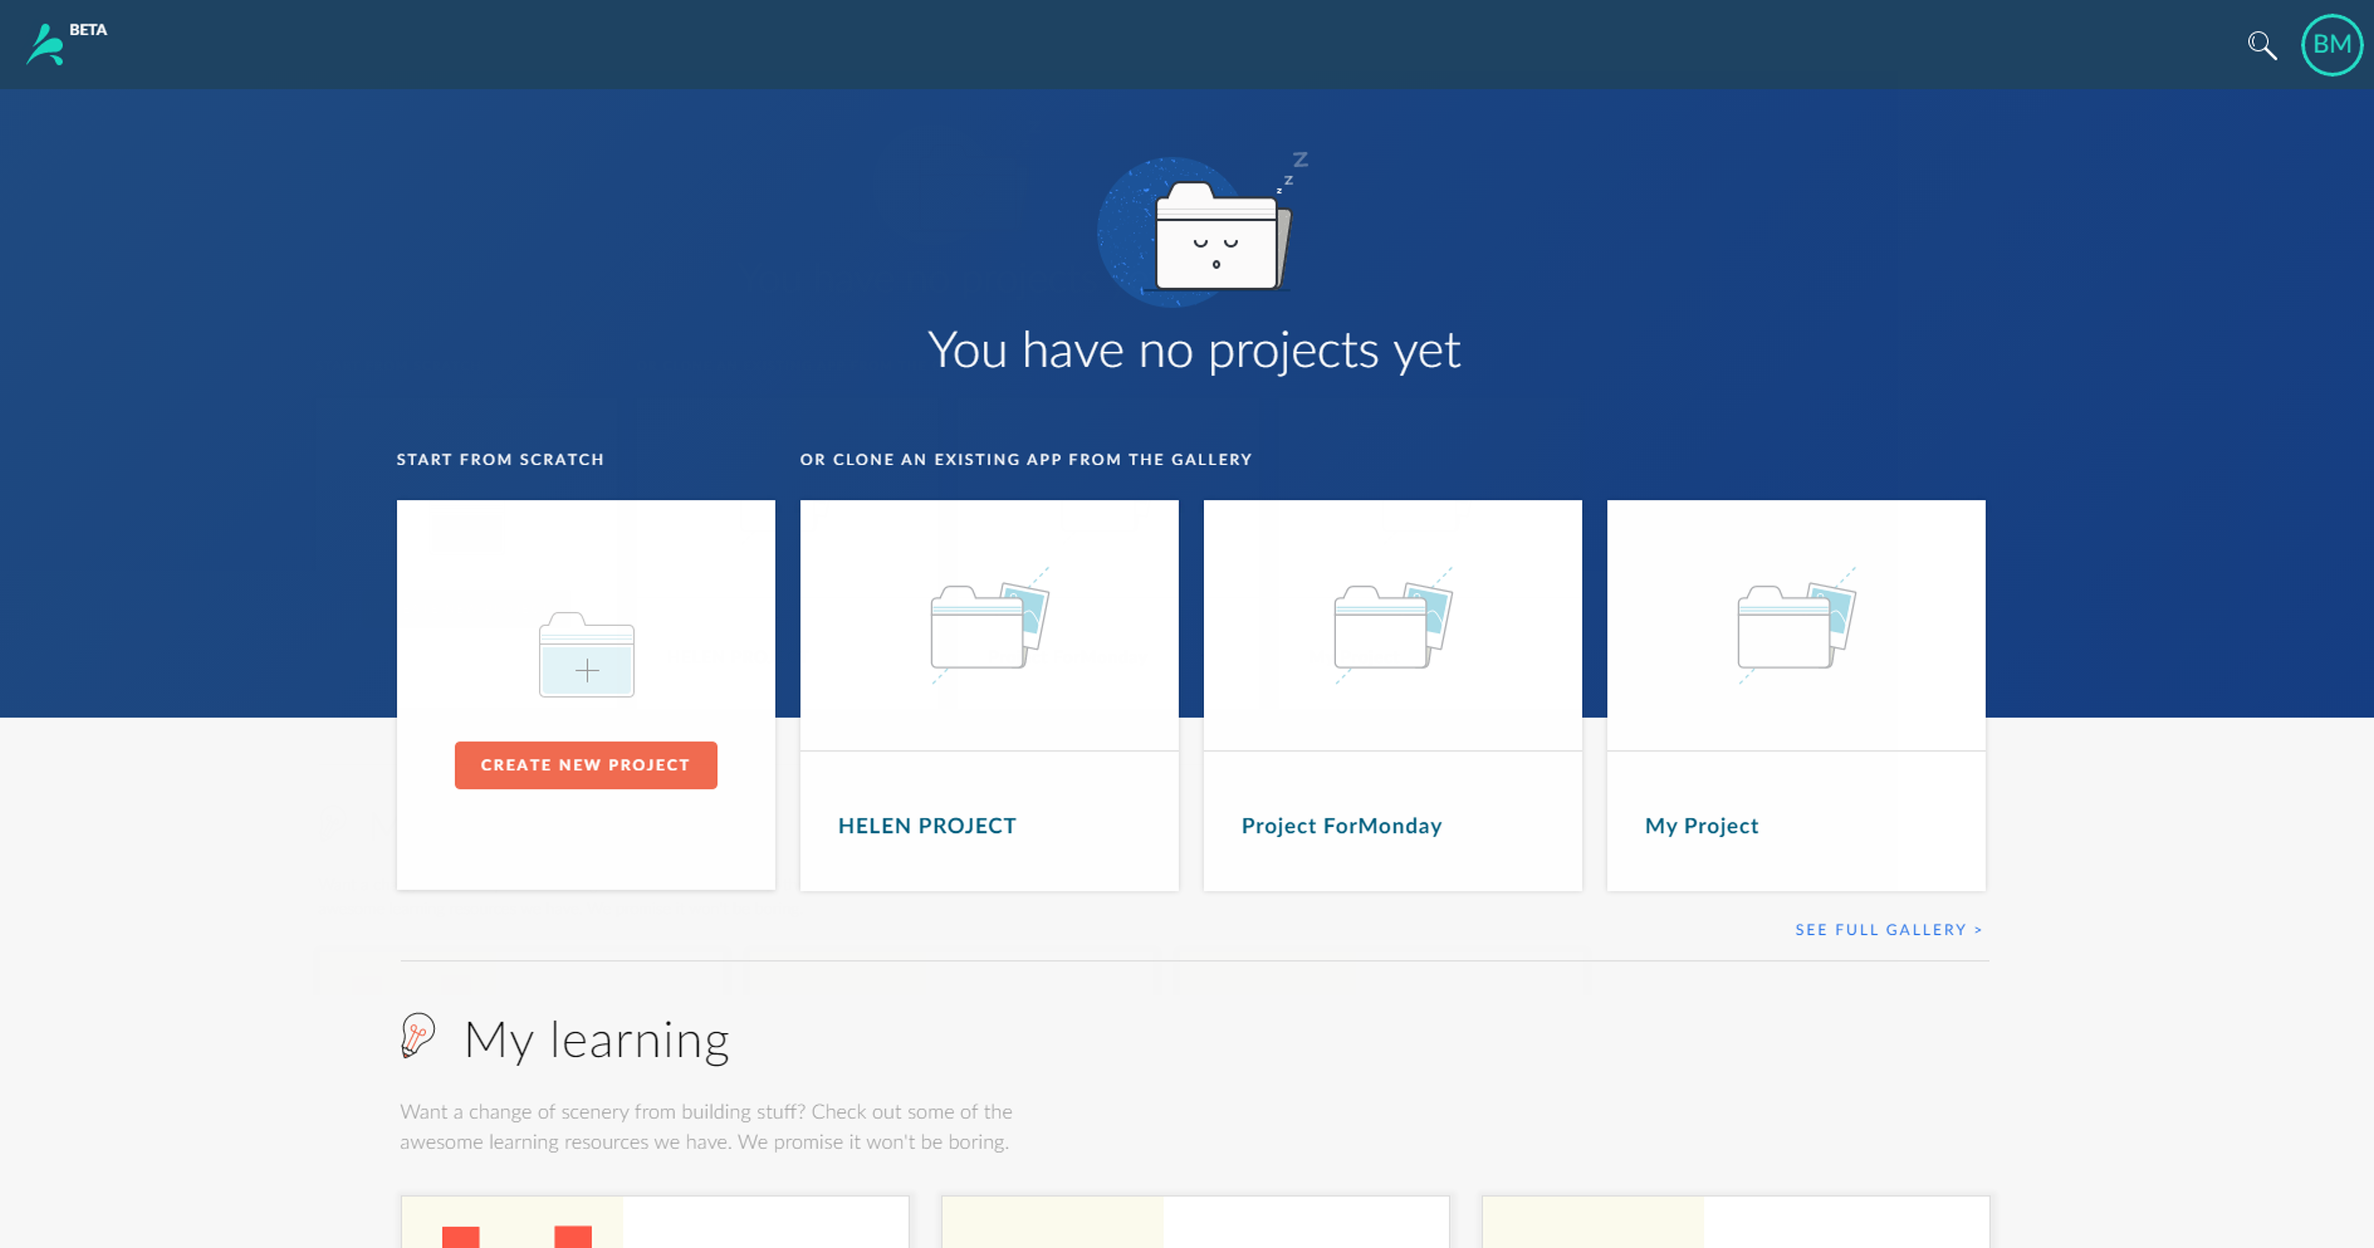 BETA
BM
Z
z
z
You have no projects yet
START FROM SCRATCH
OR CLONE AN EXISTING APP FROM THE GALLERY
CREATE NEW PROJECT
HELEN PROJECT
Project ForMonday
My Project
SEE FULL GALLERY >
My learning
Want a change of scenery from building stuff? Check out some of the
awesome learning resources we have. We promise it won't be boring.